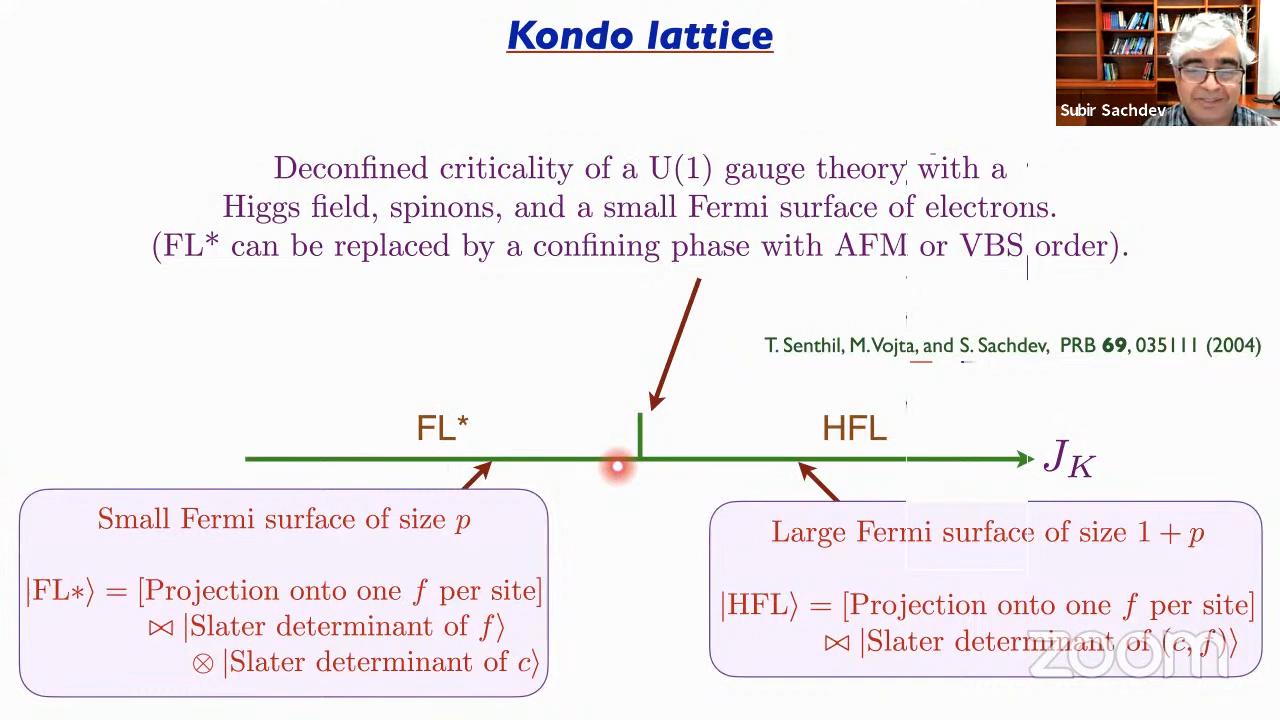 Kondo lattice
Subir Sachdev
Deconfined criticality of a U(1) gauge theory with a
Higgs field, spinons, and a small Fermi surface of electrons.
(FL* can be replaced by a confining phase with AFM or VBS order).
T. Senthil, M. Vojta, and S. Sachdev, PRB 69, 035111 (2004)
FL*
HFL
J_K
Small Fermi surface of size p
|FL∗⟩ = [Projection onto one f per site]
⋈ |Slater determinant of f⟩
⊗ |Slater determinant of c⟩
Large Fermi surface of size 1 + p
|HFL⟩ = [Projection onto one f per site]
⋈ |Slater determinant of (c, f)⟩
zoom